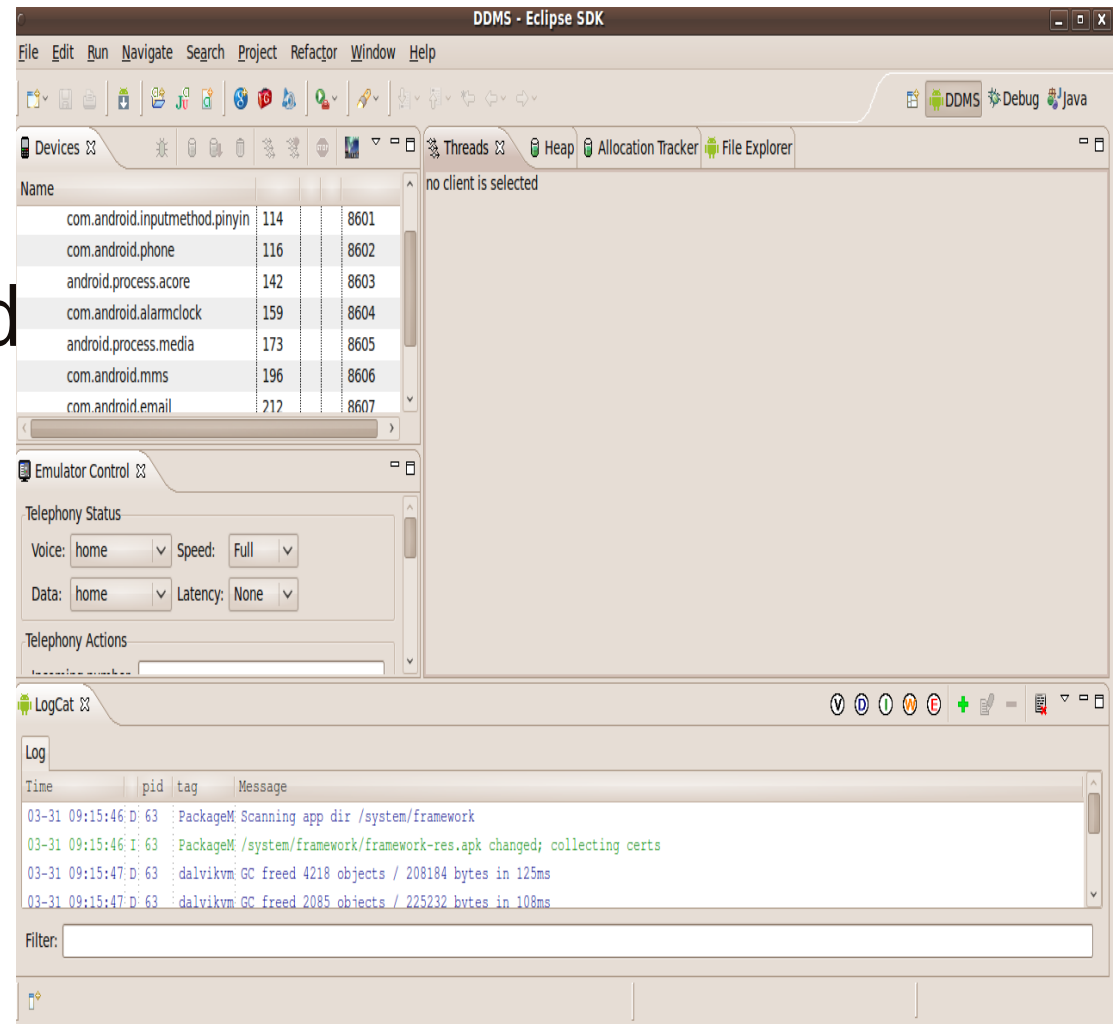 DDMS - Eclipse SDK
File Edit Run Navigate Search Project Refactor Window Help
DDMS Debug Java
Devices
Threads Heap Allocation Tracker File Explorer
Name
no client is selected
com.android.inputmethod.pinyin 114 8601
com.android.phone 116 8602
android.process.acore 142 8603
com.android.alarmclock 159 8604
d
android.process.media 173 8605
com.android.mms 196 8606
com.android.email 212 8607
Emulator Control
Telephony Status
Voice: home Speed: Full
Data: home Latency: None
Telephony Actions
Incoming number
LogCat
V D I W E
Log
Time pid tag Message
03-31 09:15:46 D 63 PackageM Scanning app dir /system/framework
03-31 09:15:46 I 63 PackageM /system/framework/framework-res.apk changed; collecting certs
03-31 09:15:47 D 63 dalvikvm GC freed 4218 objects / 208184 bytes in 125ms
03-31 09:15:47 D 63 dalvikvm GC freed 2085 objects / 225232 bytes in 108ms
Filter: